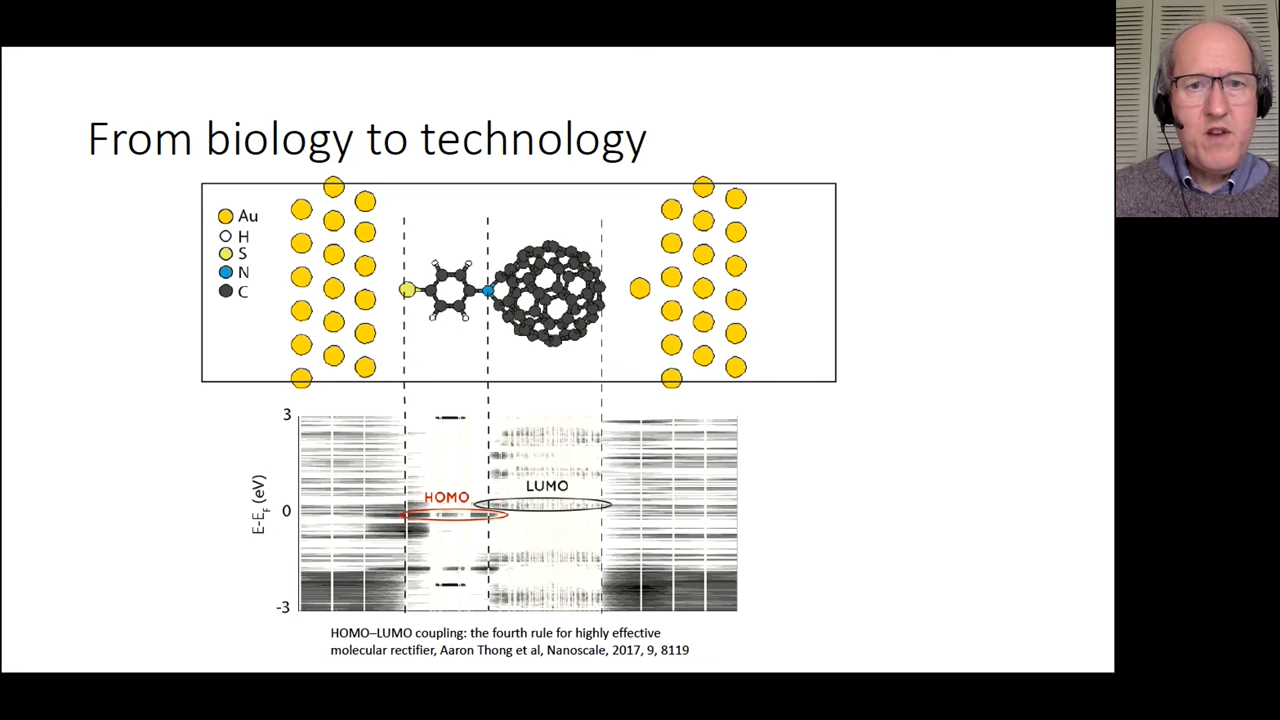 From biology to technology
Au
H
S
N
C
3
0
-3
E-E_F (eV)
HOMO
LUMO
HOMO–LUMO coupling: the fourth rule for highly effective
molecular rectifier, Aaron Thong et al, Nanoscale, 2017, 9, 8119